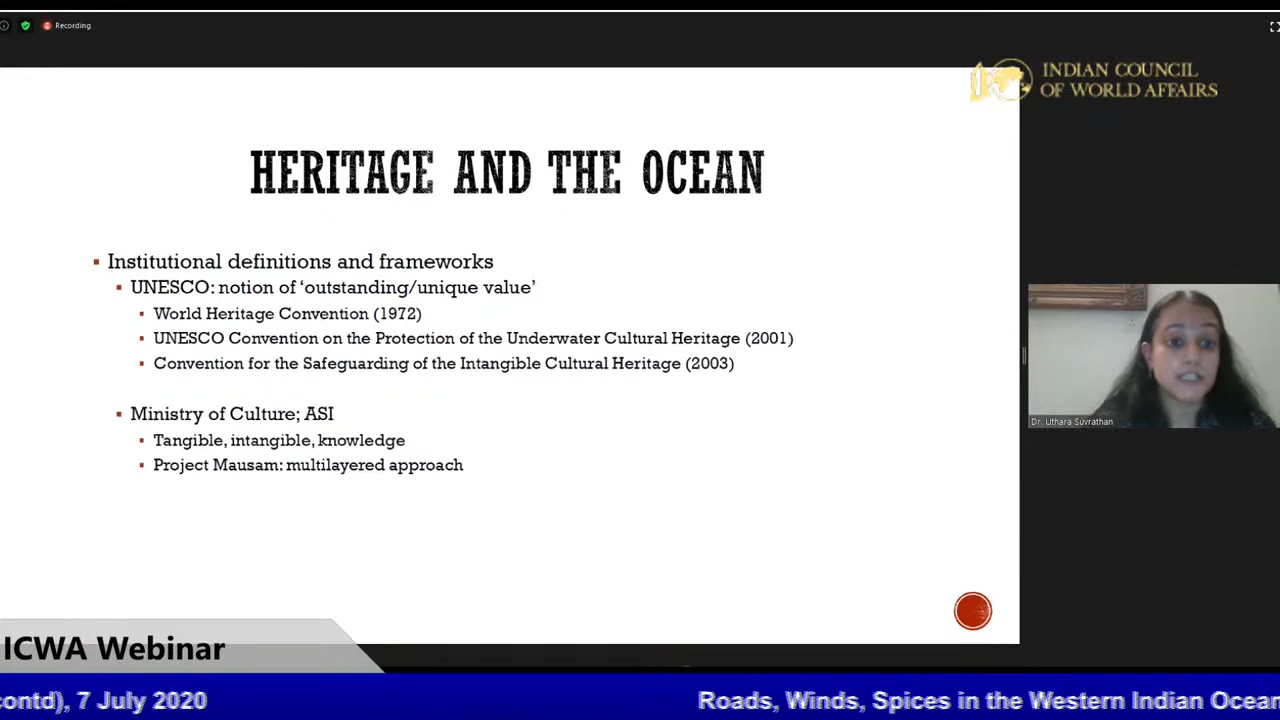 Recording
INDIAN COUNCIL
OF WORLD AFFAIRS
HERITAGE AND THE OCEAN
Institutional definitions and frameworks
UNESCO: notion of ‘outstanding/unique value’
World Heritage Convention (1972)
UNESCO Convention on the Protection of the Underwater Cultural Heritage (2001)
Convention for the Safeguarding of the Intangible Cultural Heritage (2003)
Ministry of Culture; ASI
Tangible, intangible, knowledge
Project Mausam: multilayered approach
Dr. Uthara Suvrathan
ICWA Webinar
contd), 7 July 2020
Roads, Winds, Spices in the Western Indian Ocean